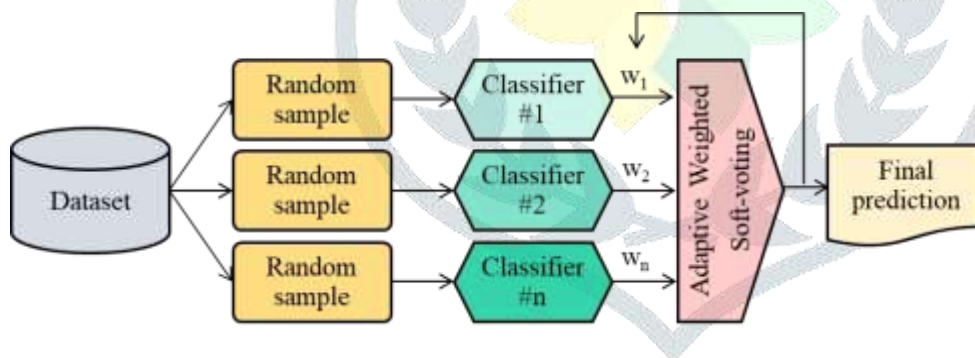 Dataset
Random
sample
Classifier
#1
w1
Random
sample
Classifier
#2
w2
Random
sample
Classifier
#n
wn
Adaptive Weighted
Soft-voting
Final
prediction